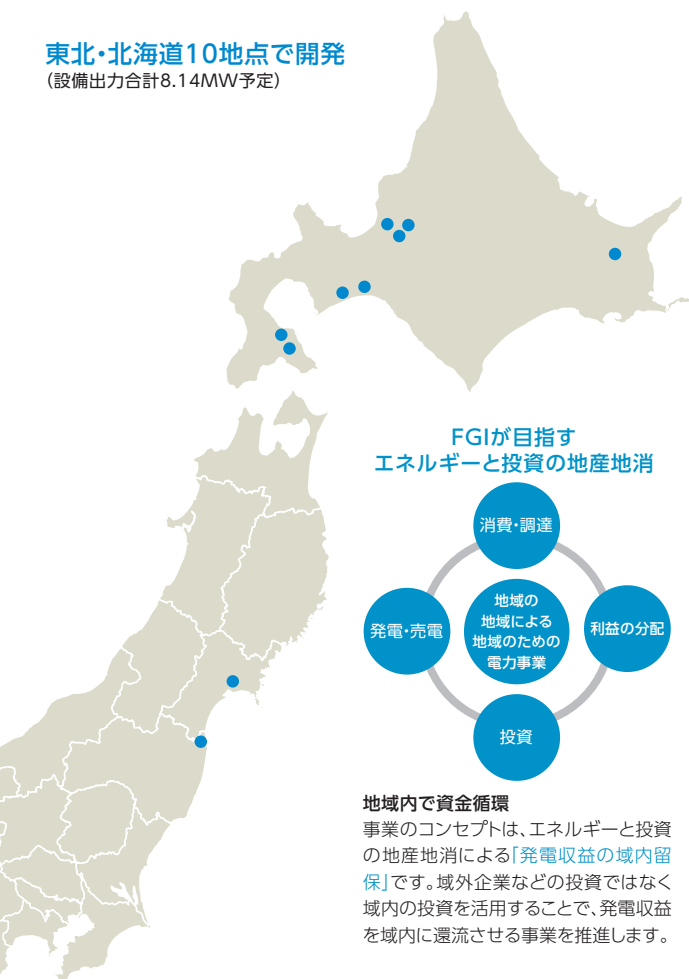 東北・北海道10地点で開発
（設備出力合計8.14MW予定）
FGIが目指す
エネルギーと投資の地産地消
消費・調達
発電・売電
地域の
地域による
地域のための
電力事業
利益の分配
投資
地域内で資金循環
事業のコンセプトは、エネルギーと投資
の地産地消による「発電収益の域内留
保」です。域外企業などの投資ではなく
域内の投資を活用することで、発電収益
を域内に還流させる事業を推進します。